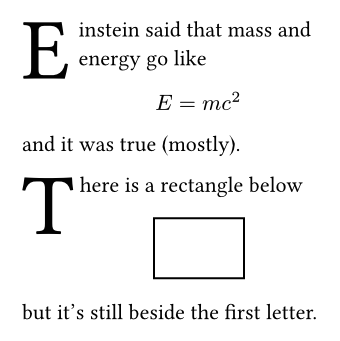 Einstein said that mass and
energy go like
E = mc²
and it was true (mostly).
There is a rectangle below
but it’s still beside the first letter.